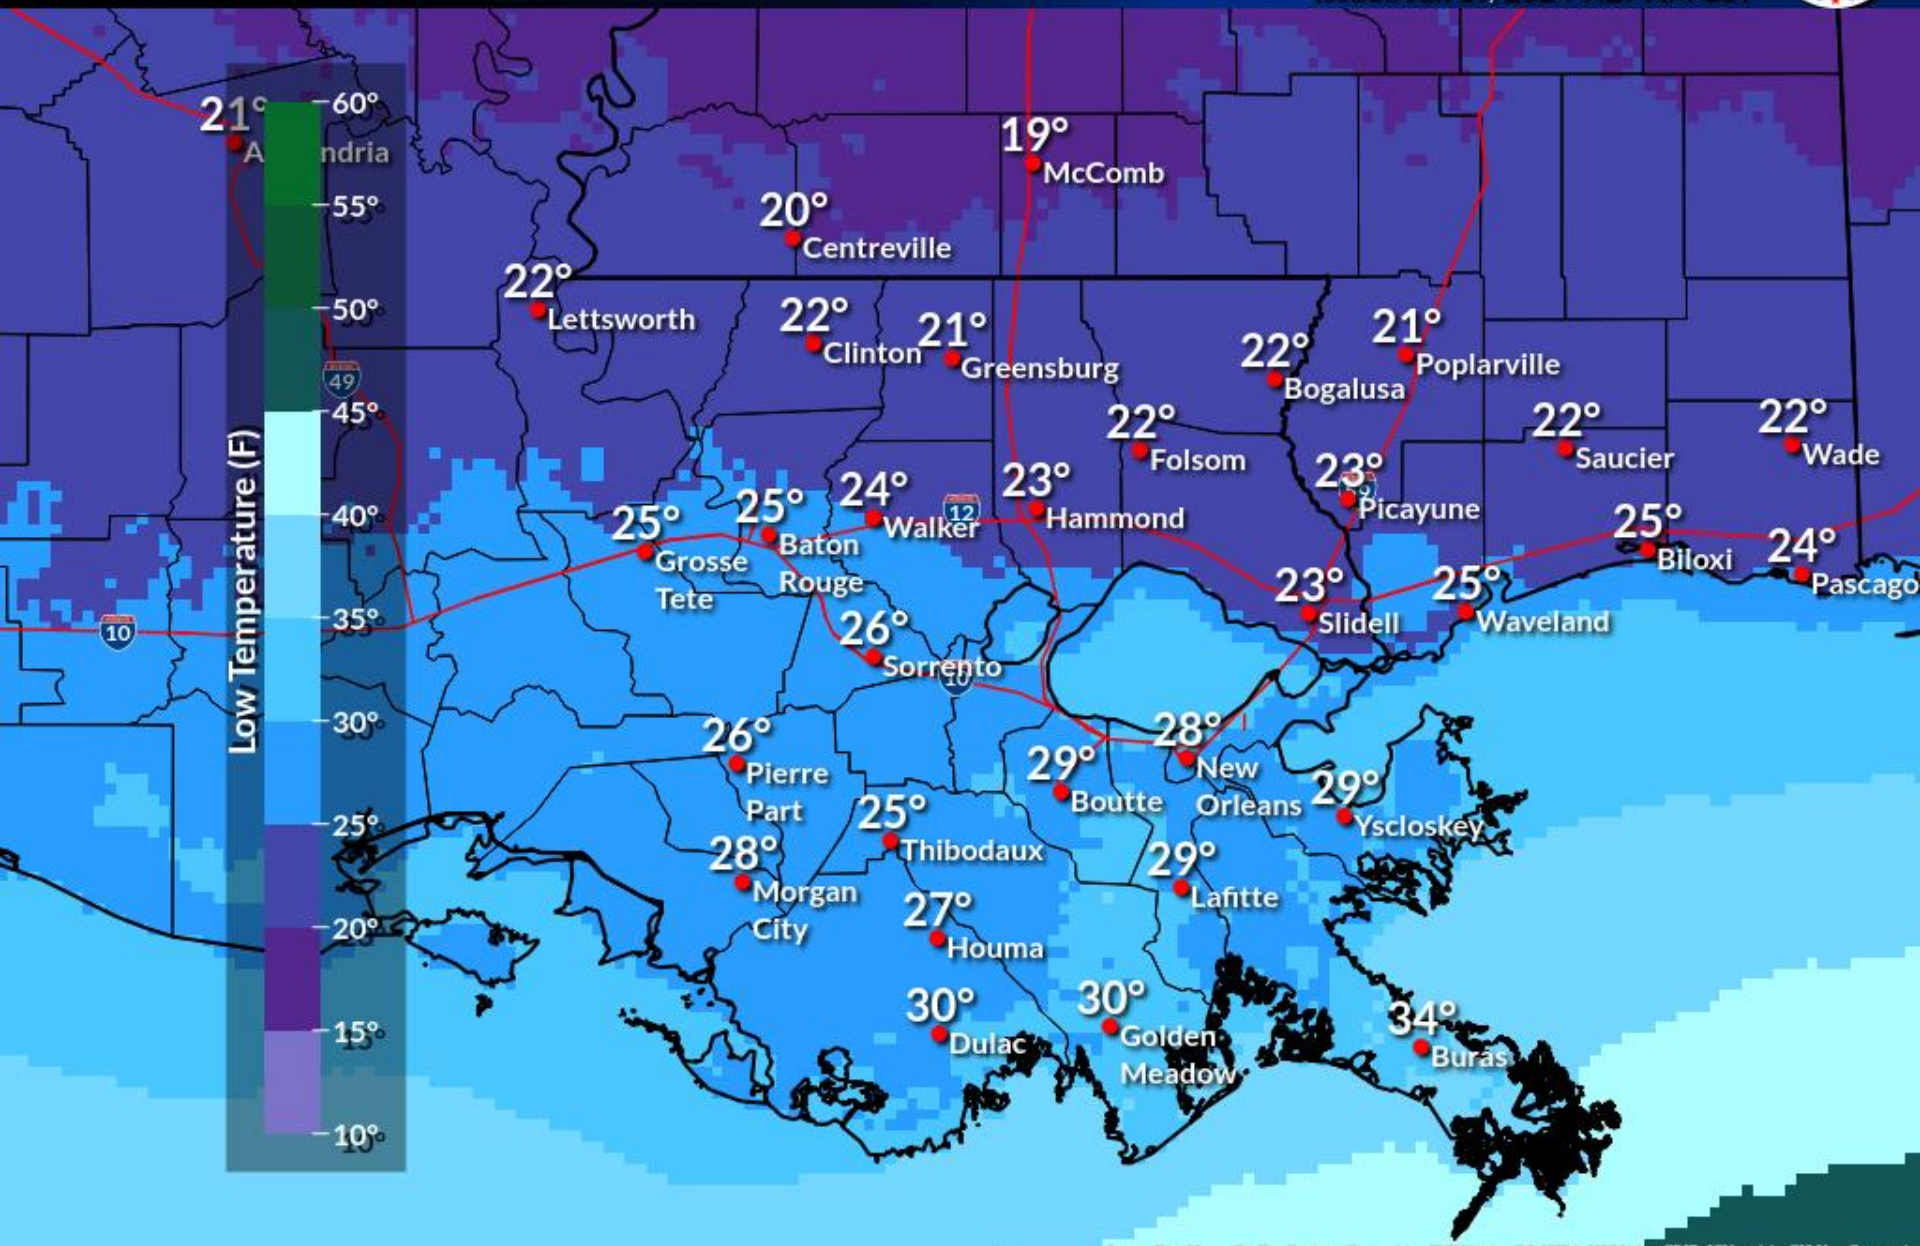 60°
21°
A ndria
19°
McComb
55°
20°
Centreville
50°
22°
Lettsworth
22°
Clinton
21°
Greensburg
22°
Bogalusa
21°
Poplarville
49
45°
22°
Folsom
22°
Saucier
22°
Wade
Low Temperature (F)
40°
25°
Grosse
Tete
25°
Baton
Rouge
24°
Walker
12
23°
Hammond
23°
Picayune
25°
Biloxi
24°
Pascago
10
35°
26°
Sorrento
10
23°
Slidell
25°
Waveland
30°
26°
Pierre
Part
29°
Boutte
28°
New
Orleans
29°
Yscloskey
25°
28°
Morgan
City
25°
Thibodaux
29°
Lafitte
20°
27°
Houma
15°
30°
Dulac
30°
Golden
Meadow
34°
Buras
10°